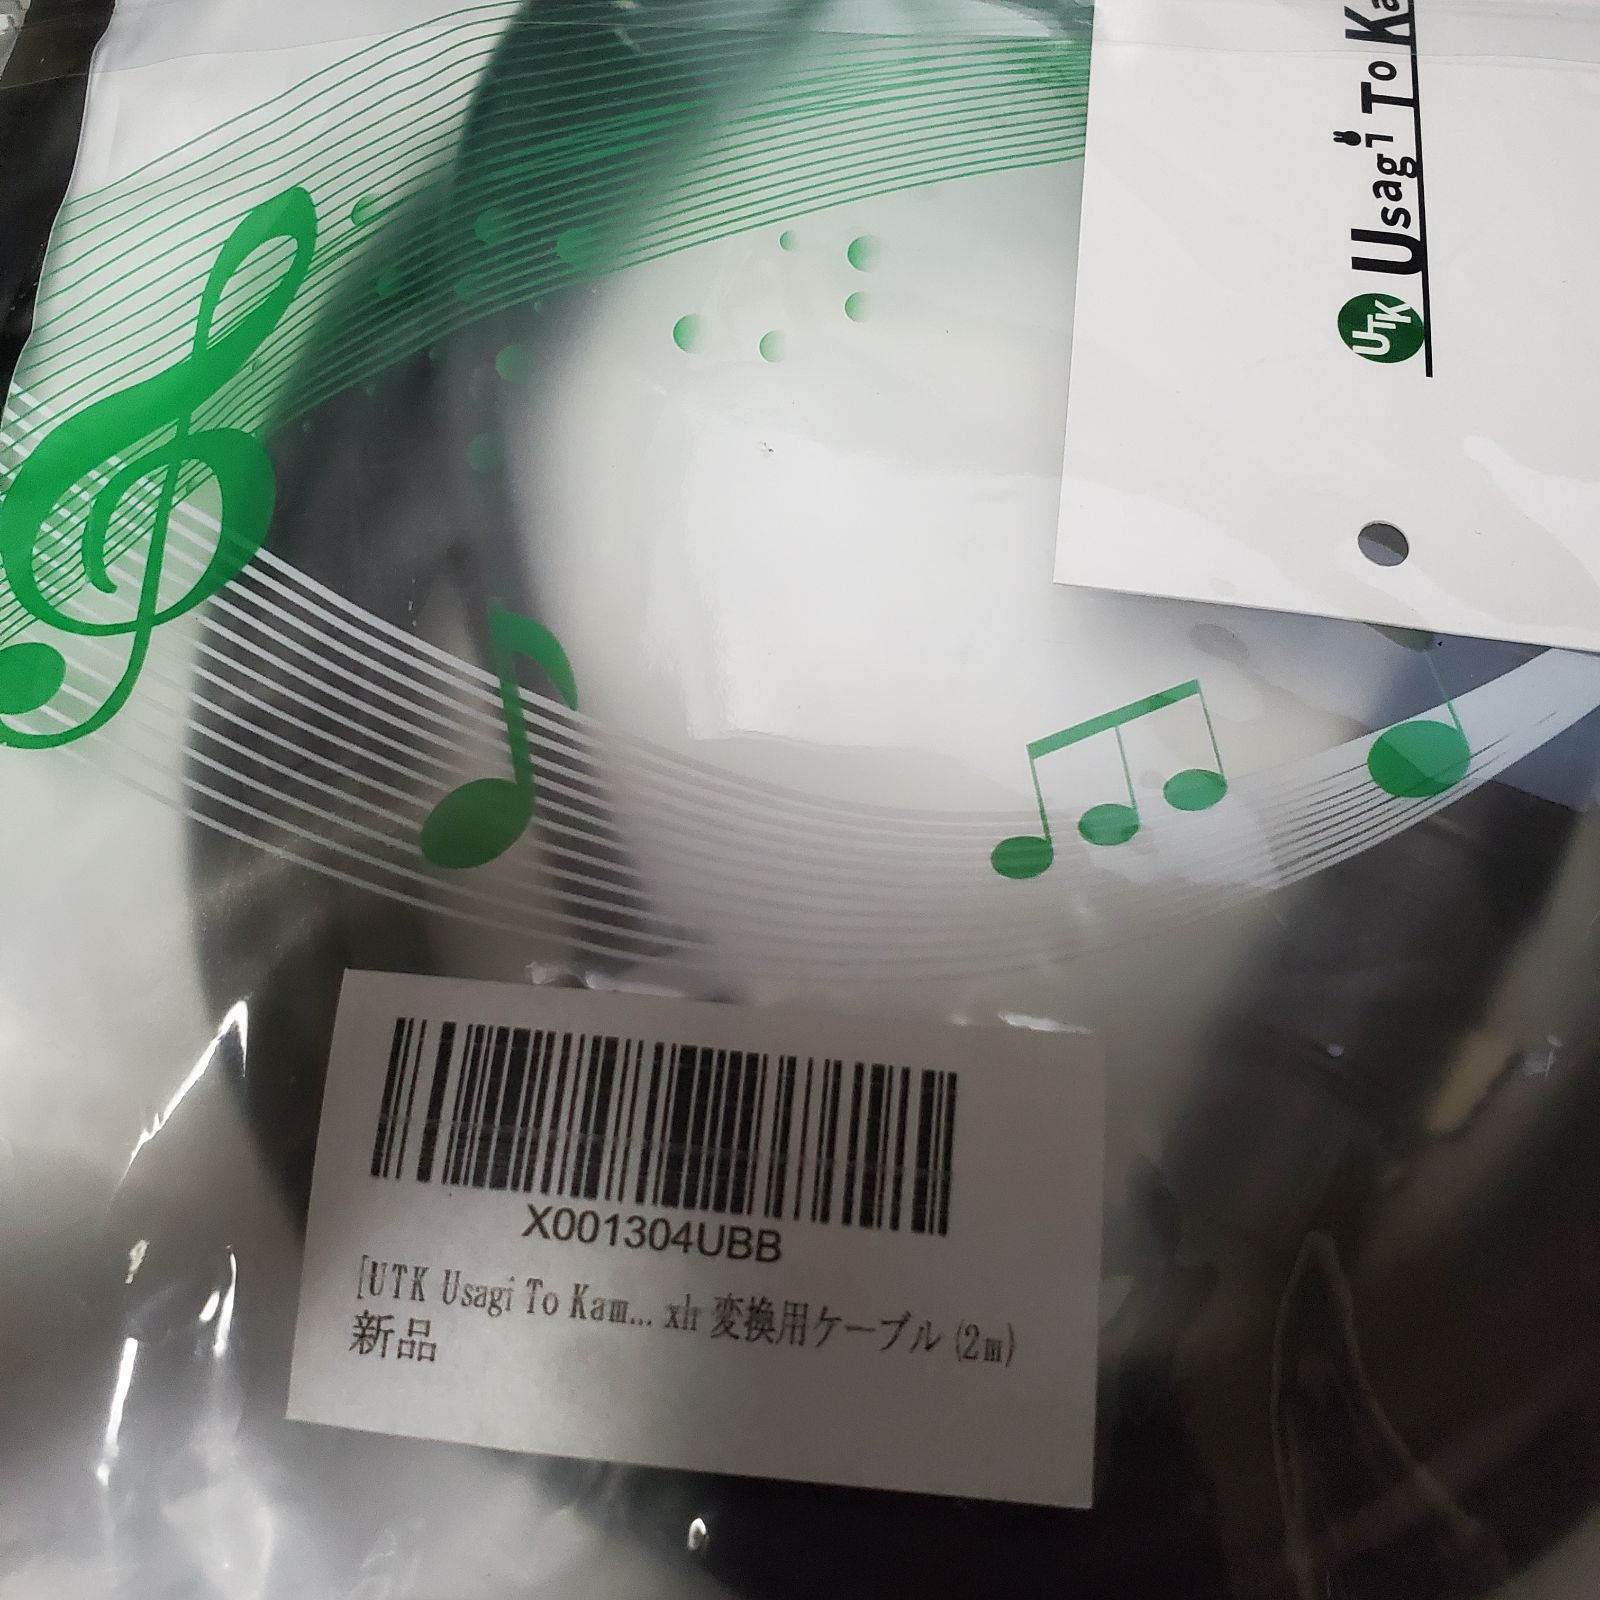 UTK Usagi To Ka
X001304UBB
[UTK Usagi To Kam... xlr 変換用ケーブル (2m)
新品